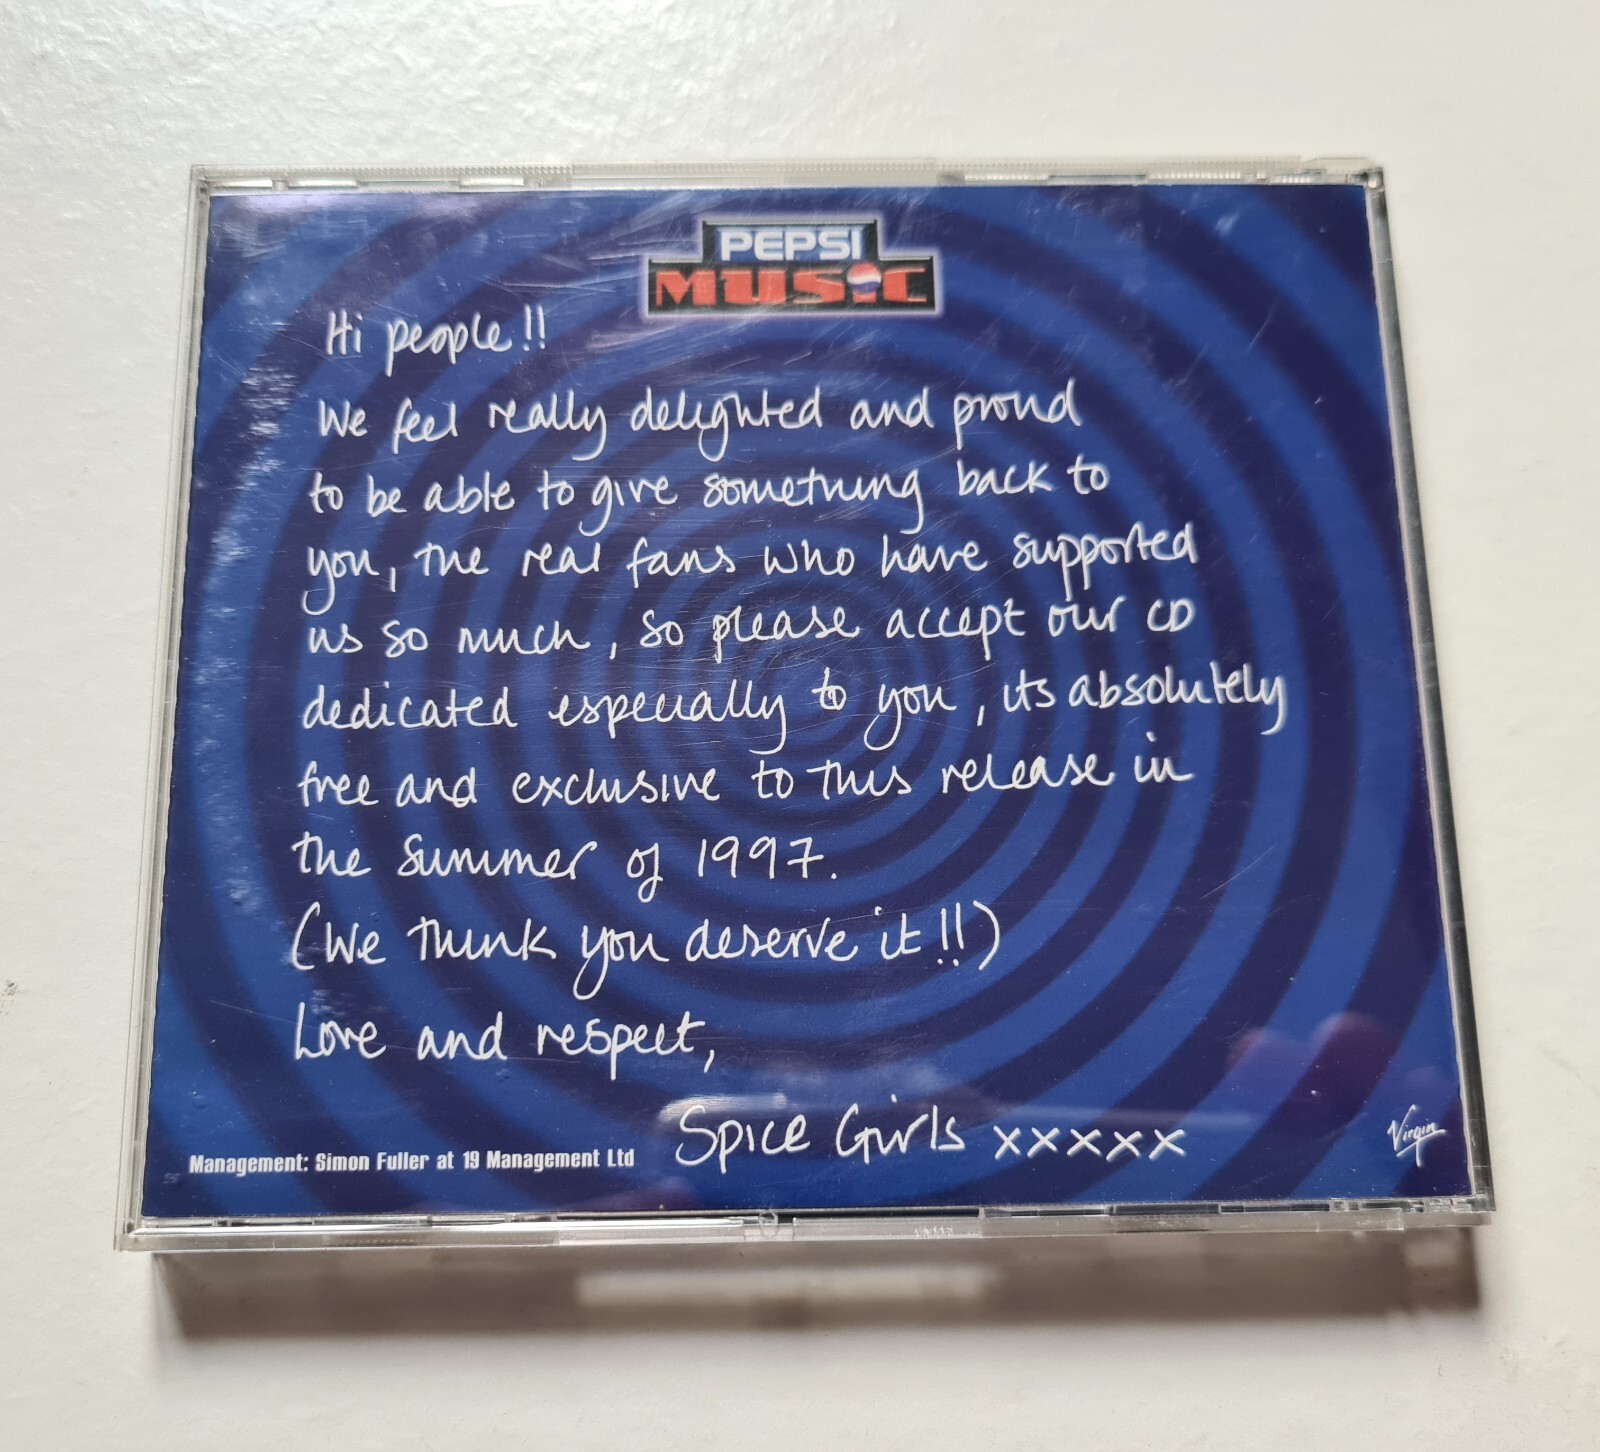 PEPSI
MUSIC
Hi people!!
We feel really delighted and proud
to be able to give something back to
you, the real fans who have supported
us so much, so please accept our CD
dedicated especially to you, its absolutely
free and exclusive to this release in
the Summer of 1997.
(We think you deserve it!!!)
Love and respect,
Spice Girls xxxxx
Management: Simon Fuller at 19 Management Ltd
Virgin